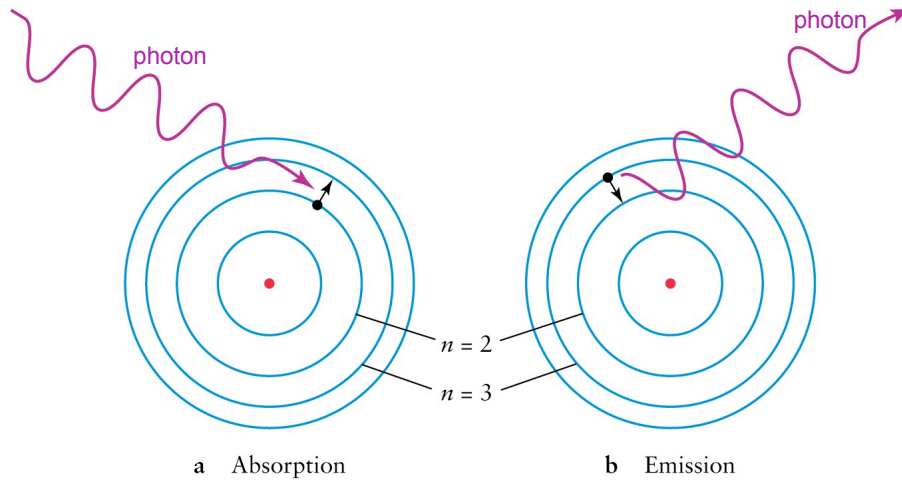 photon
photon
n = 2
n = 3
a Absorption
b Emission